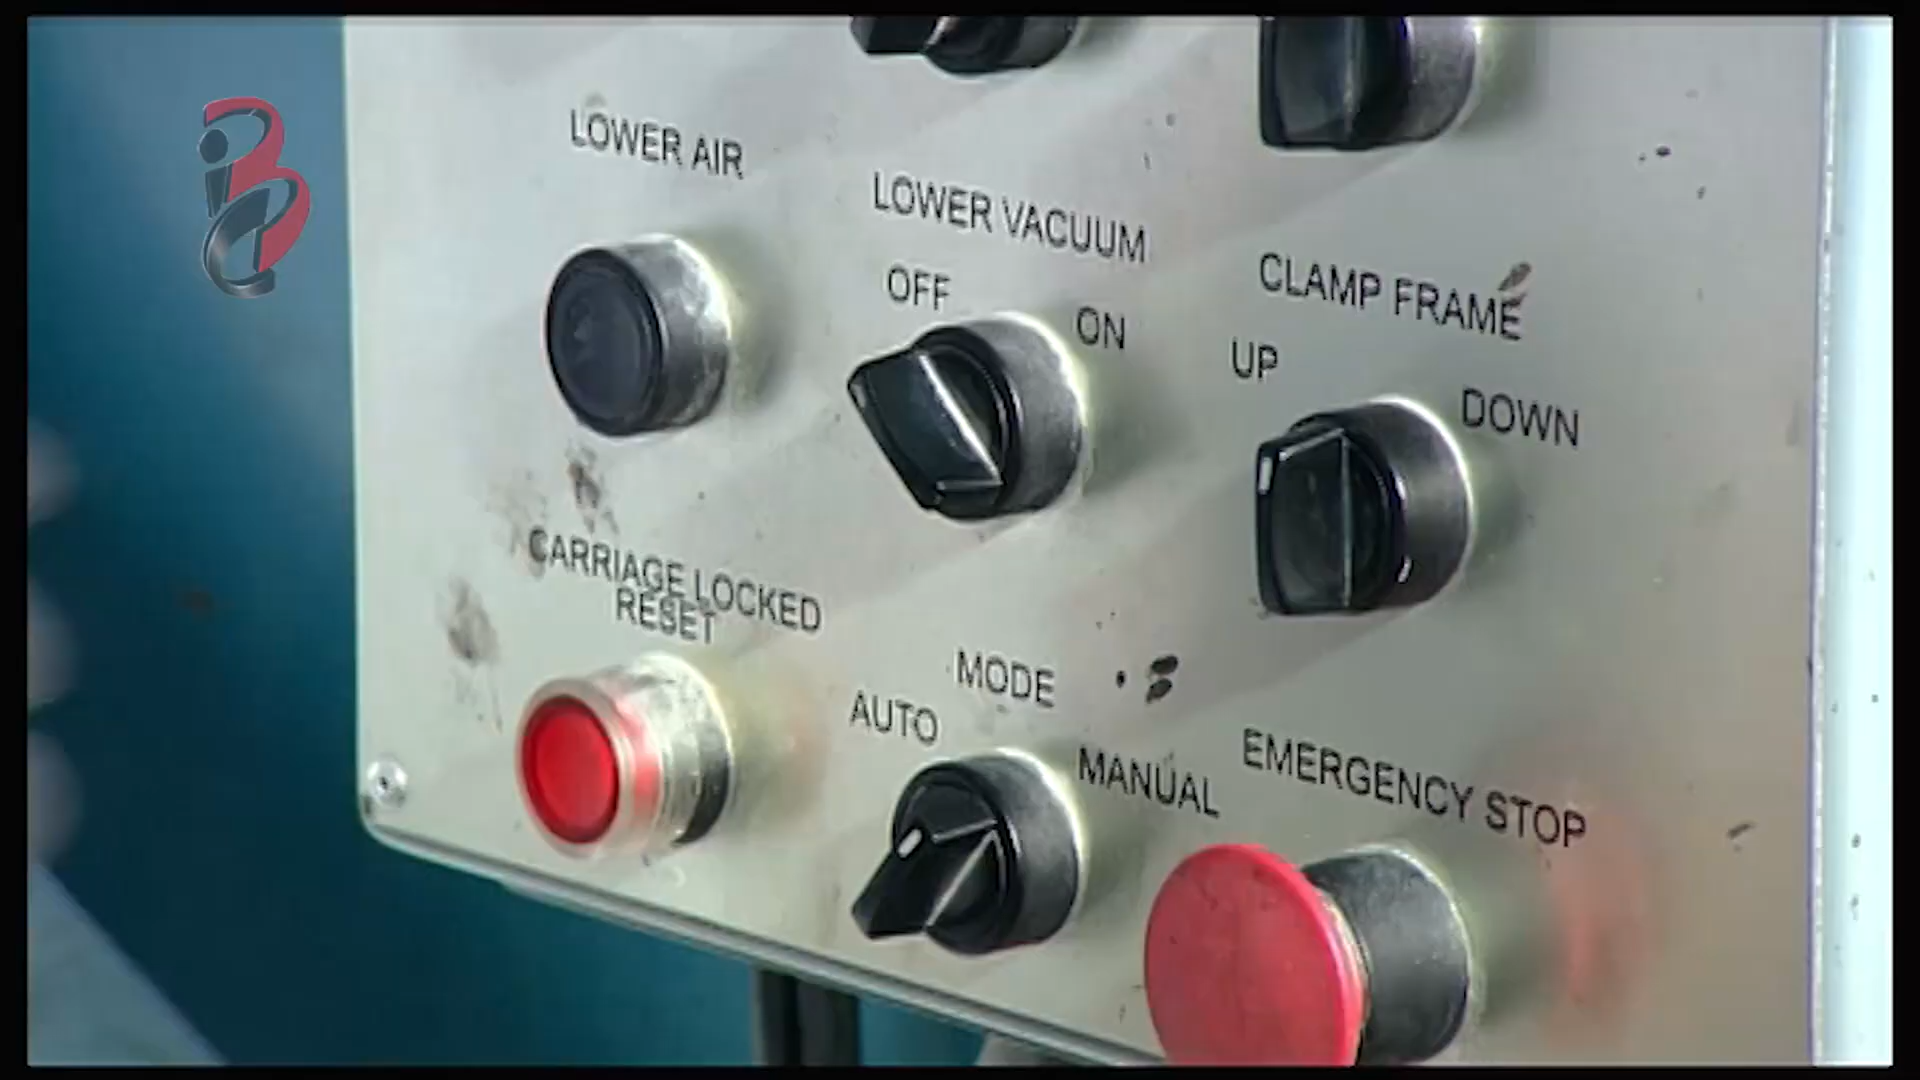 LOWER AIR
LOWER VACUUM
OFF ON
CLAMP FRAME
UP DOWN
CARRIAGE LOCKED
RESET
MODE
AUTO MANUAL
EMERGENCY STOP